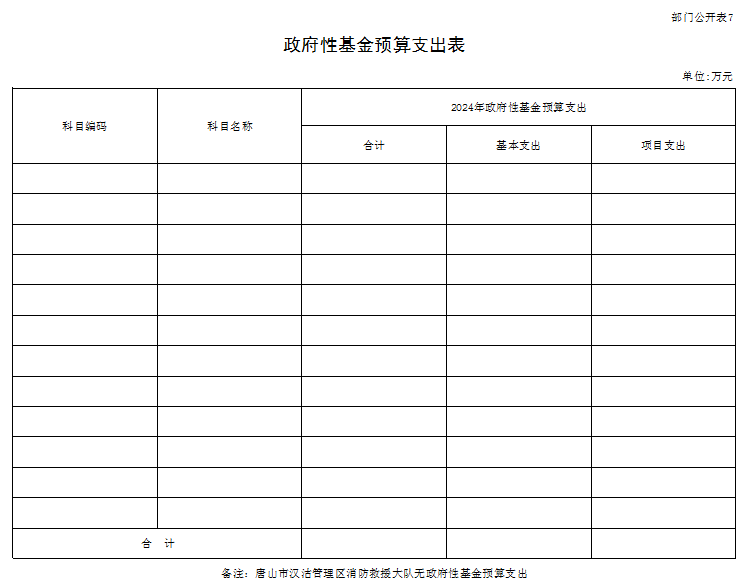 部门公开表7
政府性基金预算支出表
单位:万元
科目编码 科目名称 2024年政府性基金预算支出
合计 基本支出 项目支出
合 计
备注: 唐山市汉沽管理区消防救援大队无政府性基金预算支出